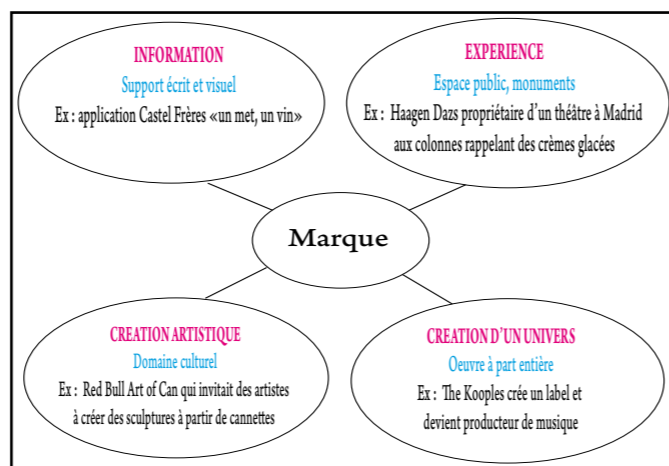 INFORMATION
Support écrit et visuel
Ex : application Castel Frères «un met, un vin»
EXPERIENCE
Espace public, monuments
Ex : Haagen Dazs propriétaire d'un théâtre à Madrid
aux colonnes rappelant des crèmes glacées
Marque
CREATION ARTISTIQUE
Domaine culturel
Ex : Red Bull Art of Can qui invitait des artistes
à créer des sculptures à partir de cannettes
CREATION D'UN UNIVERS
Oeuvre à part entière
Ex : The Kooples crée un label et
devient producteur de musique